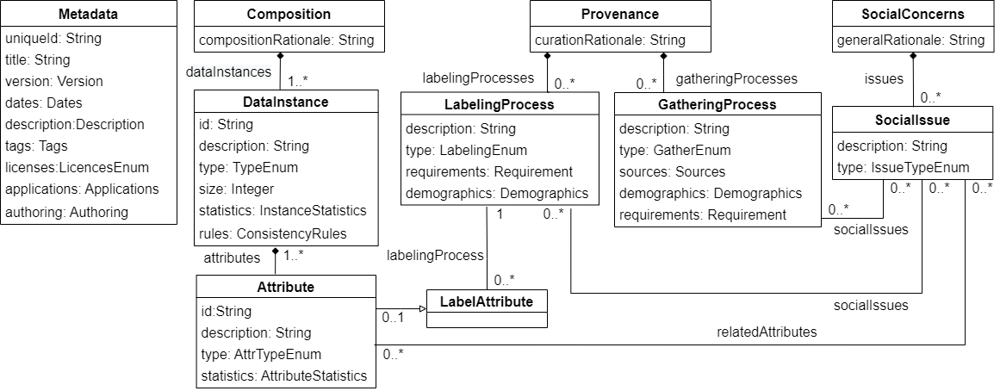 Metadata
uniqueId: String
title: String
version: Version
dates: Dates
description:Description
tags: Tags
licenses:LicencesEnum
applications: Applications
authoring: Authoring
Composition
compositionRationale: String
dataInstances
1..*
DataInstance
id: String
description: String
type: TypeEnum
size: Integer
statistics: InstanceStatistics
rules: ConsistencyRules
attributes
1..*
Attribute
id:String
description: String
type: AttrTypeEnum
statistics: AttributeStatistics
Provenance
curationRationale: String
labelingProcesses
0..*
0..*
gatheringProcesses
LabelingProcess
description: String
type: LabelingEnum
requirements: Requirement
demographics: Demographics
1
0..*
labelingProcess
0..*
LabelAttribute
0..1
GatheringProcess
description: String
type: GatherEnum
sources: Sources
demographics: Demographics
requirements: Requirement
SocialConcerns
generalRationale: String
issues
0..*
SocialIssue
description: String
type: IssueTypeEnum
0..*
0..*
0..*
0..*
socialIssues
socialIssues
relatedAttributes
0..*